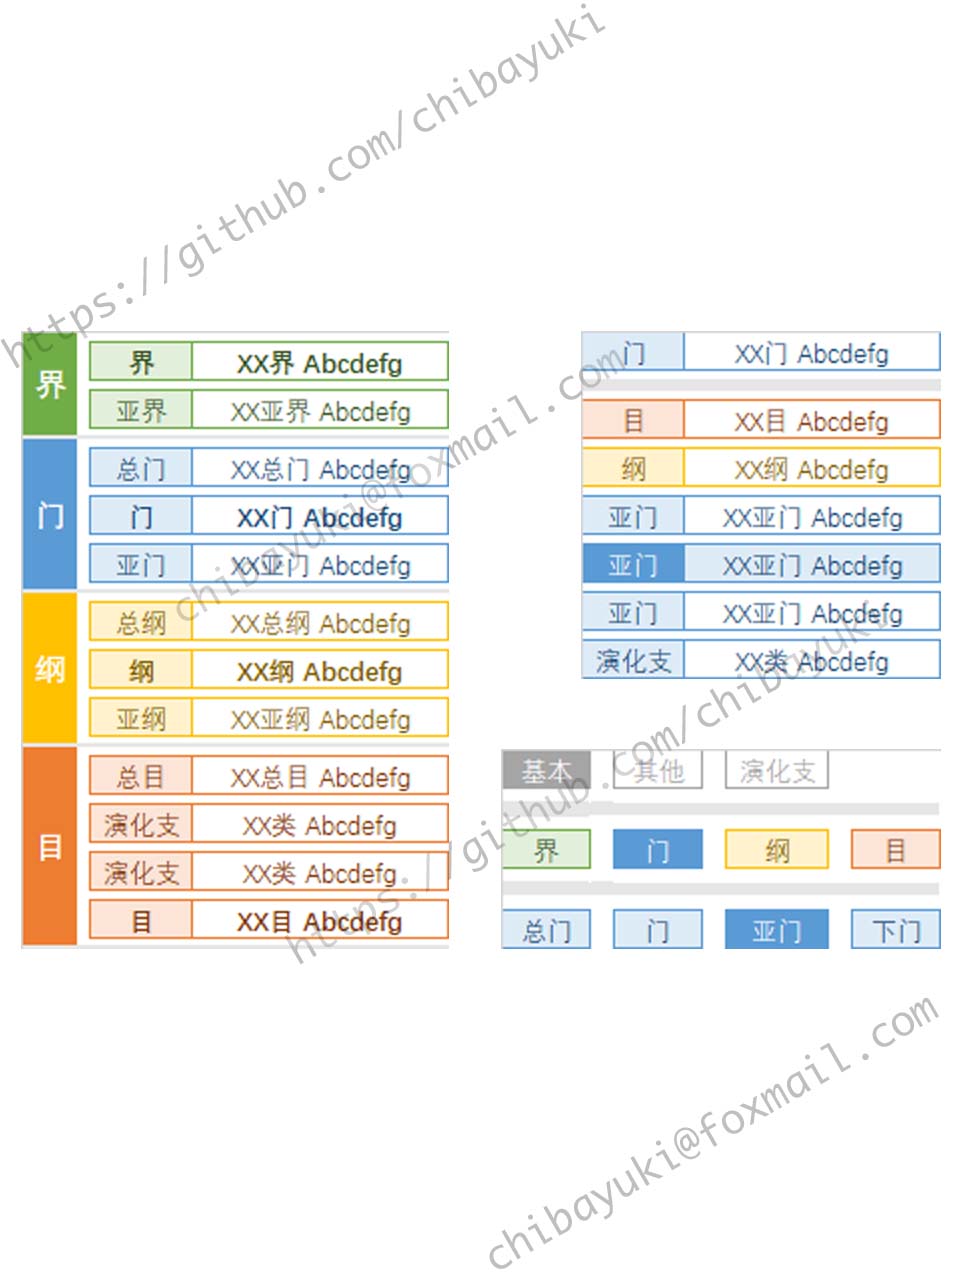 https://github.com/chibayuki
界
界 XX界 Abcdefg
亚界 XX亚界 Abcdefg
门
总门 XX总门 Abcdefg
门 XX门 Abcdefg
亚门 XX亚门 Abcdefg
纲
总纲 XX总纲 Abcdefg
纲 XX纲 Abcdefg
亚纲 XX亚纲 Abcdefg
目
总目 XX总目 Abcdefg
演化支 XX类 Abcdefg
演化支 XX类 Abcdefg
目 XX目 Abcdefg
chibayuki@foxmail.com
门 XX门 Abcdefg
目 XX目 Abcdefg
纲 XX纲 Abcdefg
亚门 XX亚门 Abcdefg
亚门 XX亚门 Abcdefg
亚门 XX亚门 Abcdefg
演化支 XX类 Abcdefg
https://github.com/chibayuki
基本 其他 演化支
界 门 纲 目
总门 门 亚门 下门
chibayuki@foxmail.com